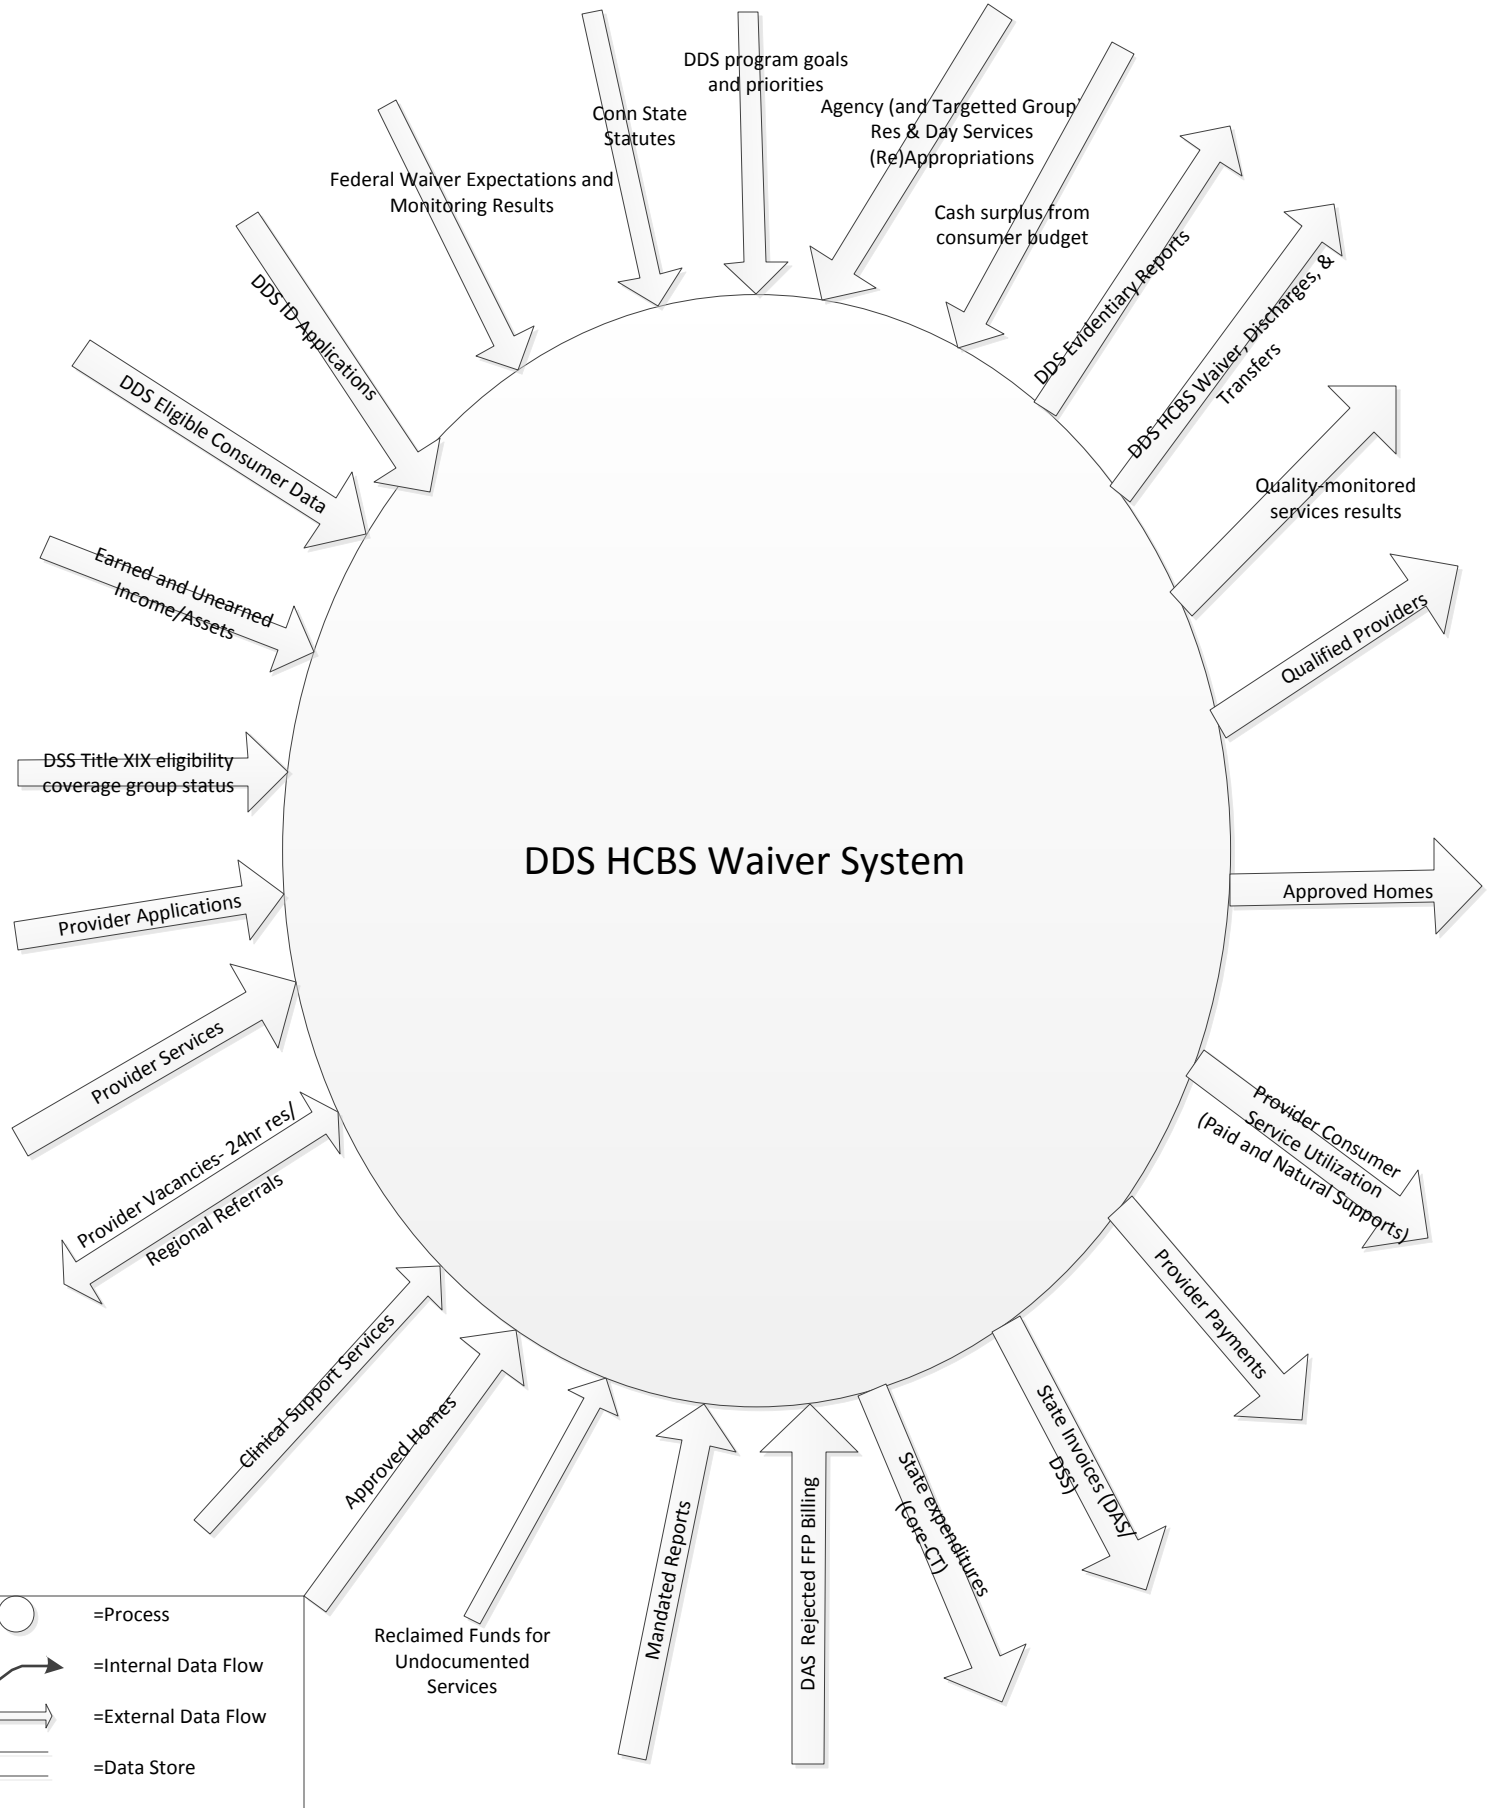 DDS program goals
and priorities
Conn State
Statutes
Agency (and Targetted Group)
Res & Day Services
(Re)Appropriations
Federal Waiver Expectations and
Monitoring Results
Cash surplus from
consumer budget
DDS ID Applications
DDS Evidentiary Reports
DDS HCBS Waiver, Discharges, &
Transfers
DDS Eligible Consumer Data
Quality-monitored
services results
Earned and Unearned
Income/Assets
Qualified Providers
DSS Title XIX eligibility
coverage group status
DDS HCBS Waiver System
Approved Homes
Provider Applications
Provider Services
Provider Consumer
Service Utilization
(Paid and Natural Supports)
Provider Vacancies- 24hr res/
Regional Referrals
Provider Payments
Clinical Support Services
State Invoices (DAS/
DSS)
Approved Homes
State expenditures
(Core-CT)
Mandated Reports
DAS Rejected FFP Billing
Reclaimed Funds for
Undocumented
Services
=Process
=Internal Data Flow
=External Data Flow
=Data Store